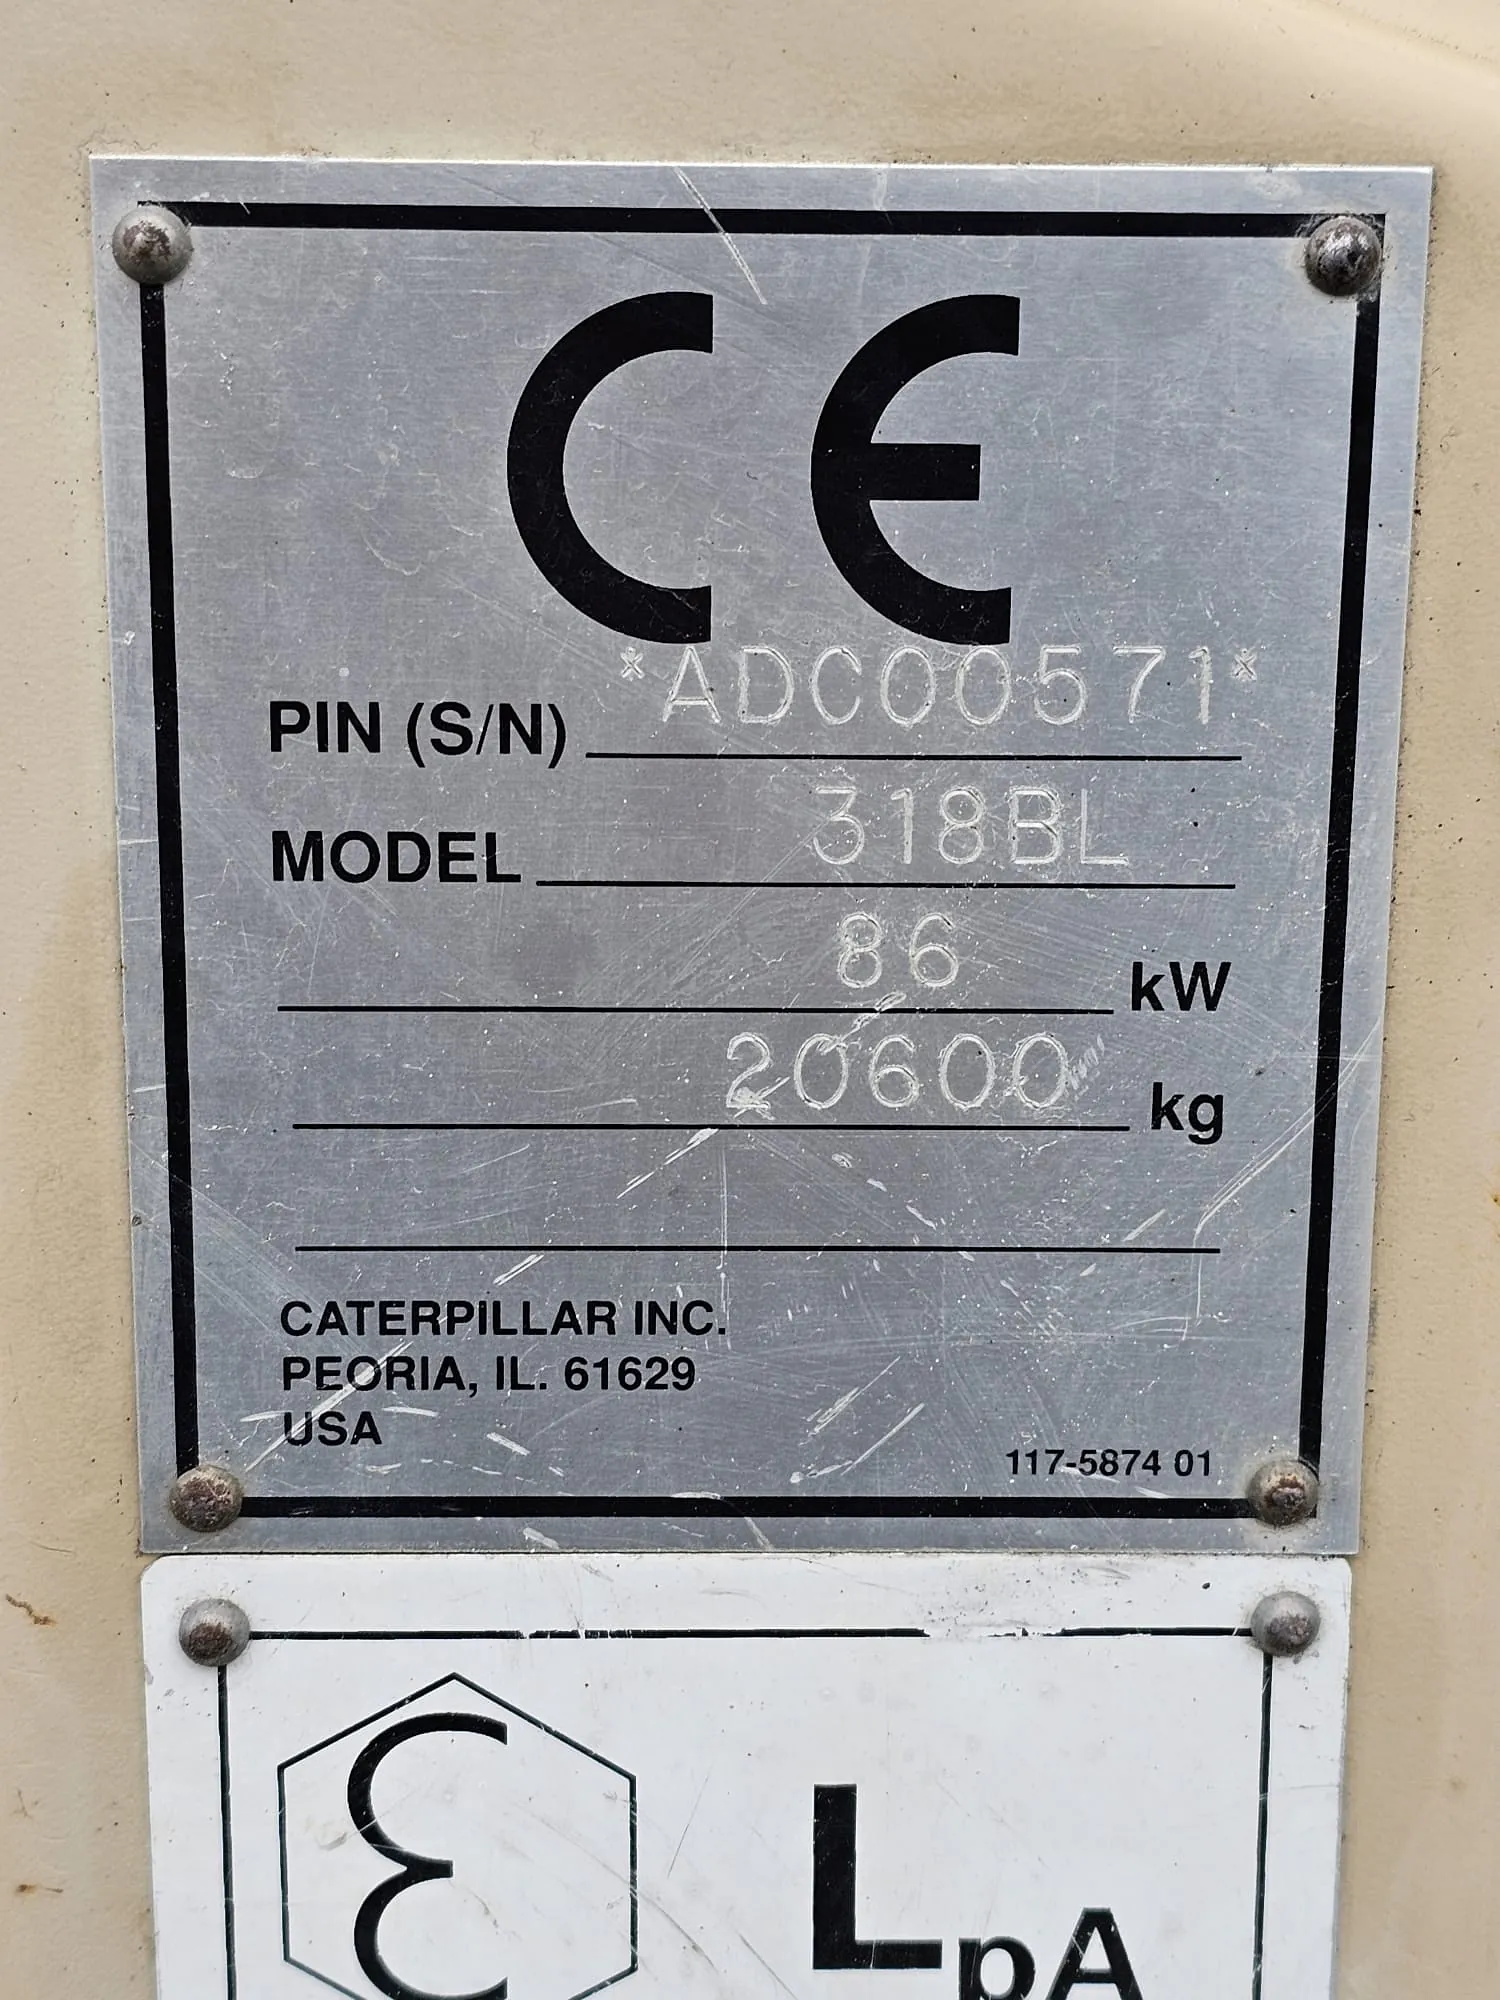 CE
PIN (S/N) *ADC00571*
MODEL 318BL
86 kW
20600 kg
CATERPILLAR INC.
PEORIA, IL. 61629
USA
117-5874 01
LpA